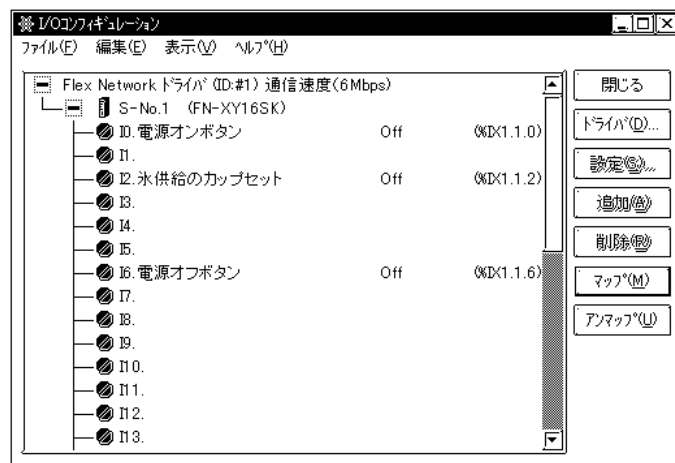 I/Oコンフィギュレーション
ファイル(F) 編集(E) 表示(V) ヘルプ(H)
Flex Network ドライバ (ID:#1) 通信速度(6Mbps)
S-No.1 (FN-XY16SK)
I0.電源オンボタン Off (%IX1.1.0)
I1.
I2.氷供給のカップセット Off (%IX1.1.2)
I3.
I4.
I5.
I6.電源オフボタン Off (%IX1.1.6)
I7.
I8.
I9.
I10.
I11.
I12.
I13.
閉じる
ドライバ(D)...
設定(S)...
追加(A)
削除(R)
マップ(M)
アンマップ(U)